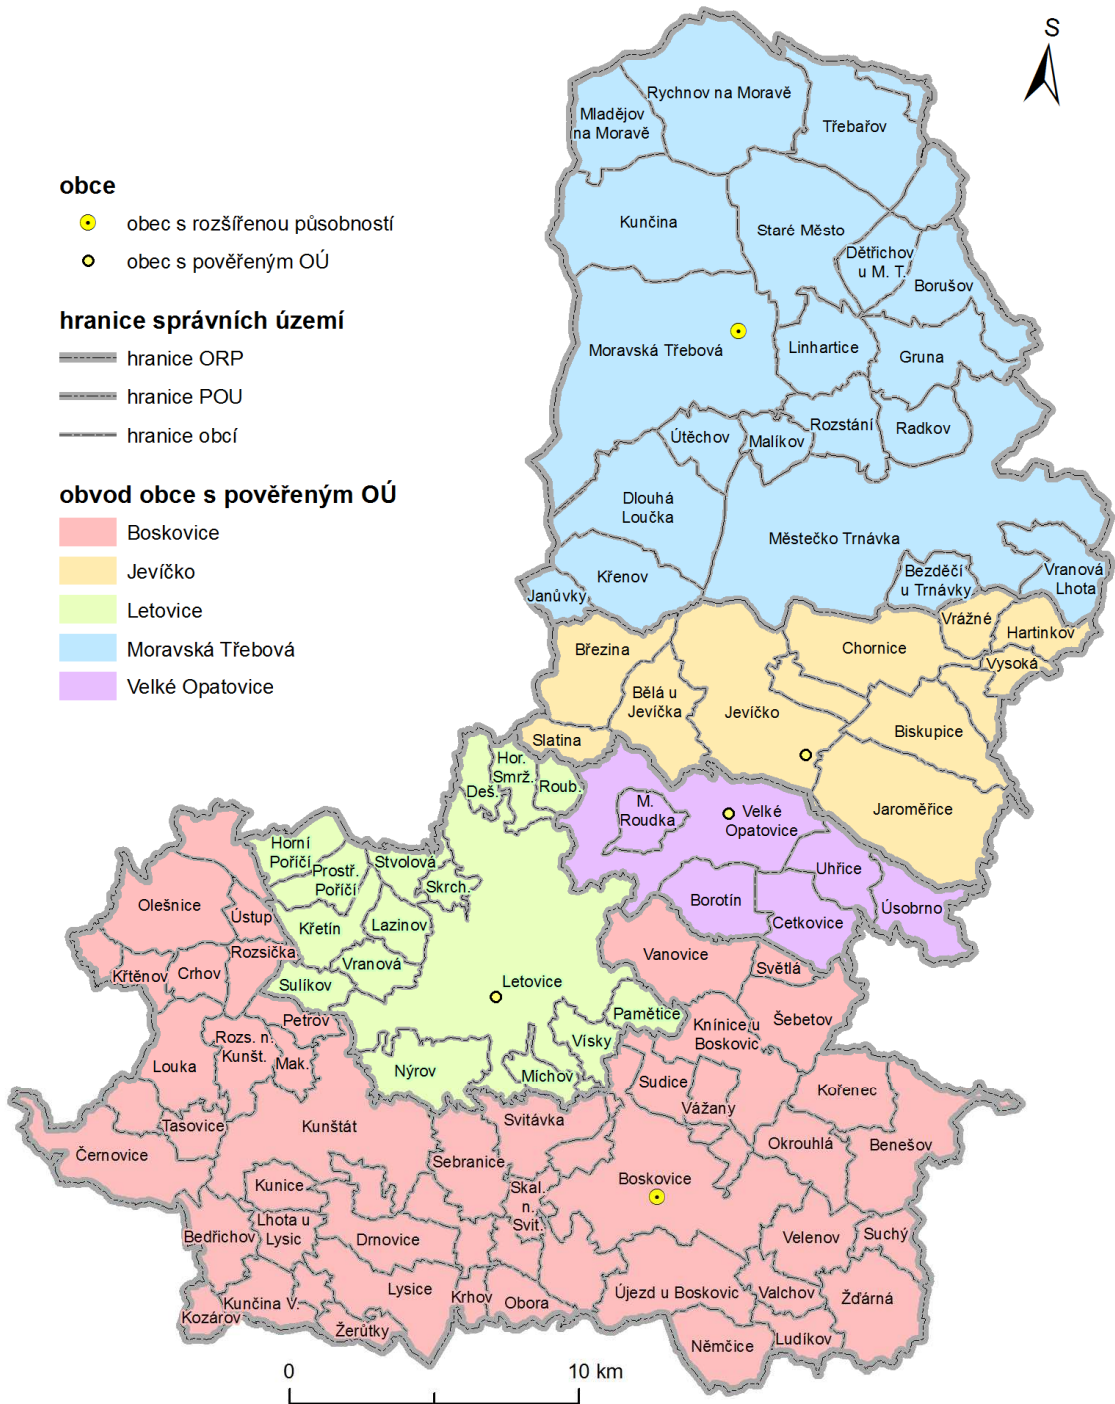 S
obce
obec s rozšířenou působností
obec s pověřeným OÚ
hranice správních území
hranice ORP
hranice POU
hranice obcí
obvod obce s pověřeným OÚ
Boskovice
Jevíčko
Letovice
Moravská Třebová
Velké Opatovice
Rychnov na Moravě
Mladějov
na Moravě
Třebařov
Kunčina
Staré Město
Dětřichov
u M. T.
Borušov
Moravská Třebová
Linhartice
Gruna
Útěchov
Malíkov
Rozstání
Radkov
Dlouhá
Loučka
Městečko Trnávka
Křenov
Janůvky
Bezděčí
u Trnávky
Vranová
Lhota
Březina
Vrážné
Hartinkov
Chornice
Vysoká
Bělá u
Jevíčka
Jevíčko
Biskupice
Slatina
Jaroměřice
Hor.
Smrž.
Deš.
Roub.
M.
Roudka
Velké
Opatovice
Uhřice
Borotín
Cetkovice
Úsobrno
Horní
Poříčí
Prostř.
Poříčí
Stvolová
Skrch.
Křetín
Lazinov
Vranová
Sulíkov
Letovice
Pamětice
Vísky
Míchov
Nýrov
Olešnice
Ústup
Rozsička
Křtěnov
Crhov
Petrov
Rozs. n.
Kunšt.
Mak.
Louka
Tasovice
Černovice
Kunštát
Vanovice
Světlá
Šebetov
Knínice u
Boskovic
Sudice
Vážany
Kořenec
Okrouhlá
Benešov
Svitávka
Sebranice
Skal.
n.
Svit.
Boskovice
Kunice
Lhota u
Lysic
Bedřichov
Drnovice
Lysice
Kunčina V.
Kozárov
Žerůtky
Krhov
Obora
Újezd u Boskovic
Velenov
Suchý
Valchov
Žďárná
Němčice
Ludíkov
0
10 km